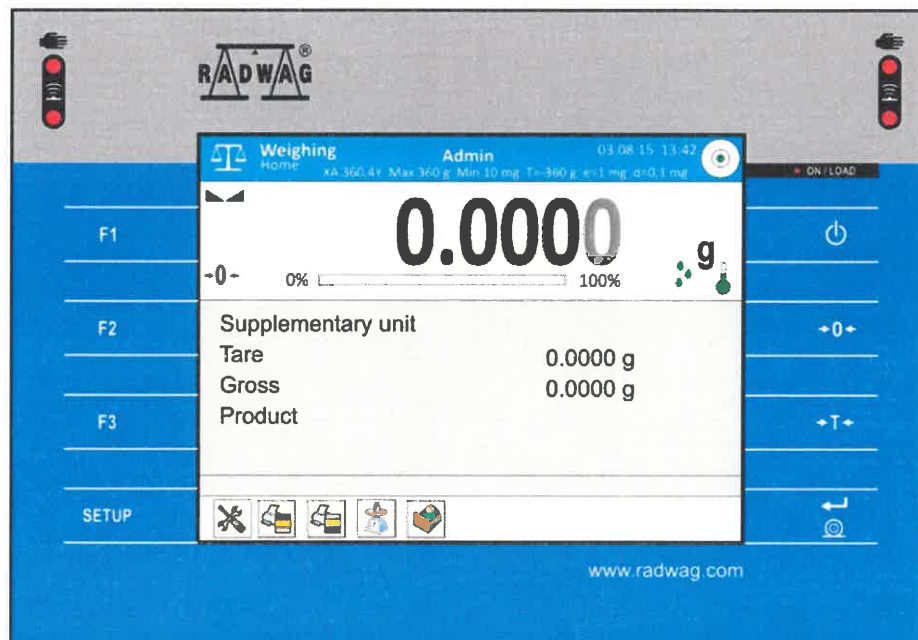 RADWAG®
Weighing
Home
Admin
03.08.15 13:42
XA 360.4Y Max 360 g Min 10 mg T=-360 g e=1 mg d=0,1 mg
ON/LOAD
0.0000 g
→0←
0%
100%
F1
F2
F3
SETUP
Supplementary unit
Tare 0.0000 g
Gross 0.0000 g
Product
→0←
→T←
www.radwag.com